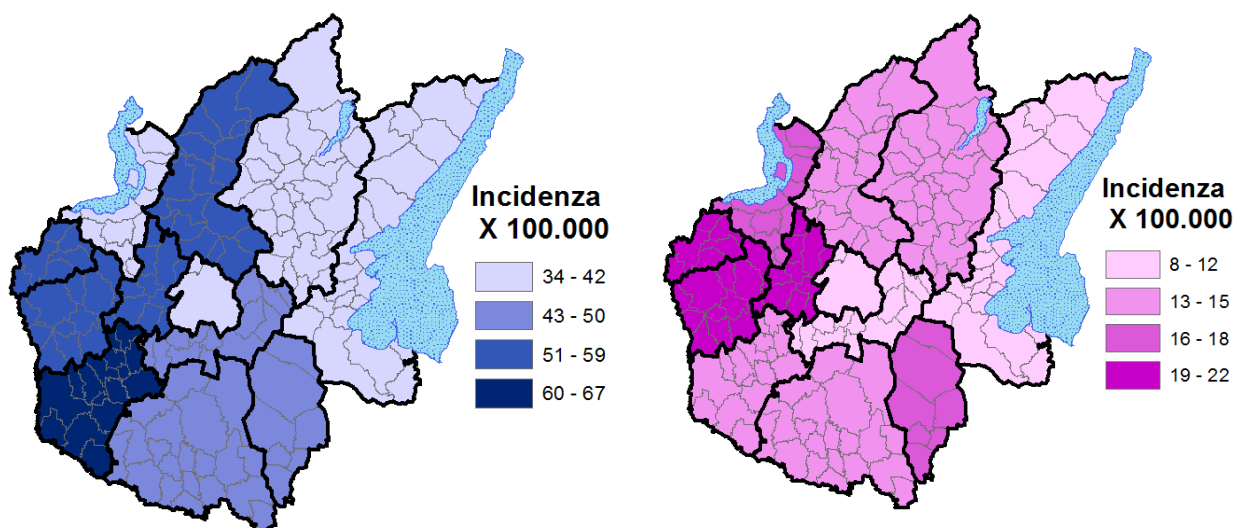 Incidenza
X 100.000
34 - 42
43 - 50
51 - 59
60 - 67
Incidenza
X 100.000
8 - 12
13 - 15
16 - 18
19 - 22